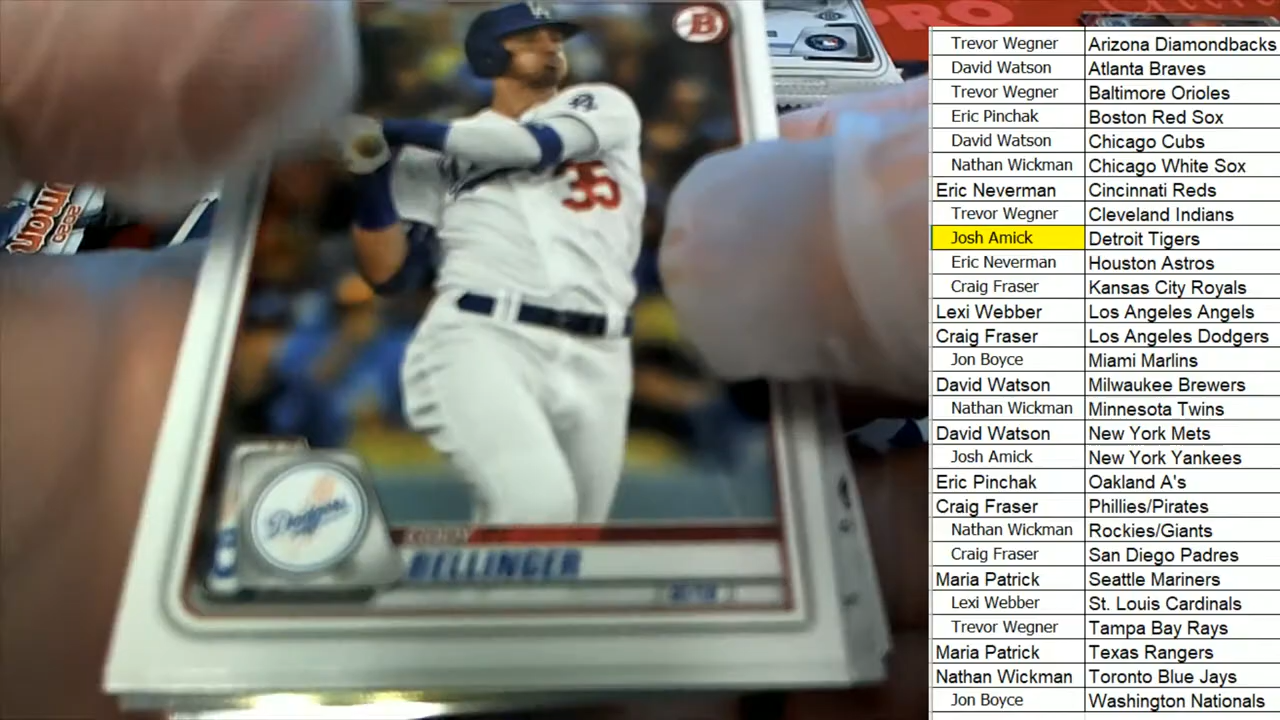 PRO
B
LA
35
2020
Dodgers
BELLINGER
Trevor Wegner Arizona Diamondbacks
David Watson Atlanta Braves
Trevor Wegner Baltimore Orioles
Eric Pinchak Boston Red Sox
David Watson Chicago Cubs
Nathan Wickman Chicago White Sox
Eric Neverman Cincinnati Reds
Trevor Wegner Cleveland Indians
Josh Amick Detroit Tigers
Eric Neverman Houston Astros
Craig Fraser Kansas City Royals
Lexi Webber Los Angeles Angels
Craig Fraser Los Angeles Dodgers
Jon Boyce Miami Marlins
David Watson Milwaukee Brewers
Nathan Wickman Minnesota Twins
David Watson New York Mets
Josh Amick New York Yankees
Eric Pinchak Oakland A's
Craig Fraser Phillies/Pirates
Nathan Wickman Rockies/Giants
Craig Fraser San Diego Padres
Maria Patrick Seattle Mariners
Lexi Webber St. Louis Cardinals
Trevor Wegner Tampa Bay Rays
Maria Patrick Texas Rangers
Nathan Wickman Toronto Blue Jays
Jon Boyce Washington Nationals